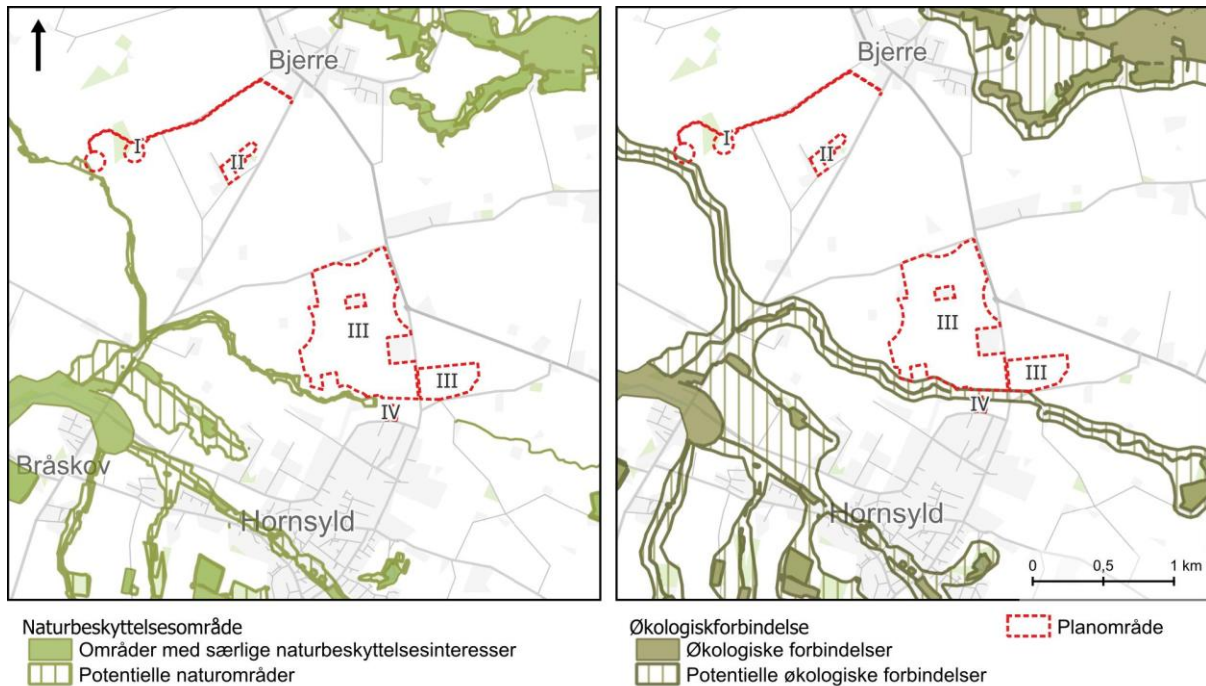 Bjerre
I
II
III
III
IV
Bråskov
Hornsyld
Bjerre
I
II
III
III
IV
Hornsyld
0 0,5 1 km
Naturbeskyttelsesområde
Områder med særlige naturbeskyttelsesinteresser
Potentielle naturområder
Økologiskforbindelse
Økologiske forbindelser
Potentielle økologiske forbindelser
Planområde